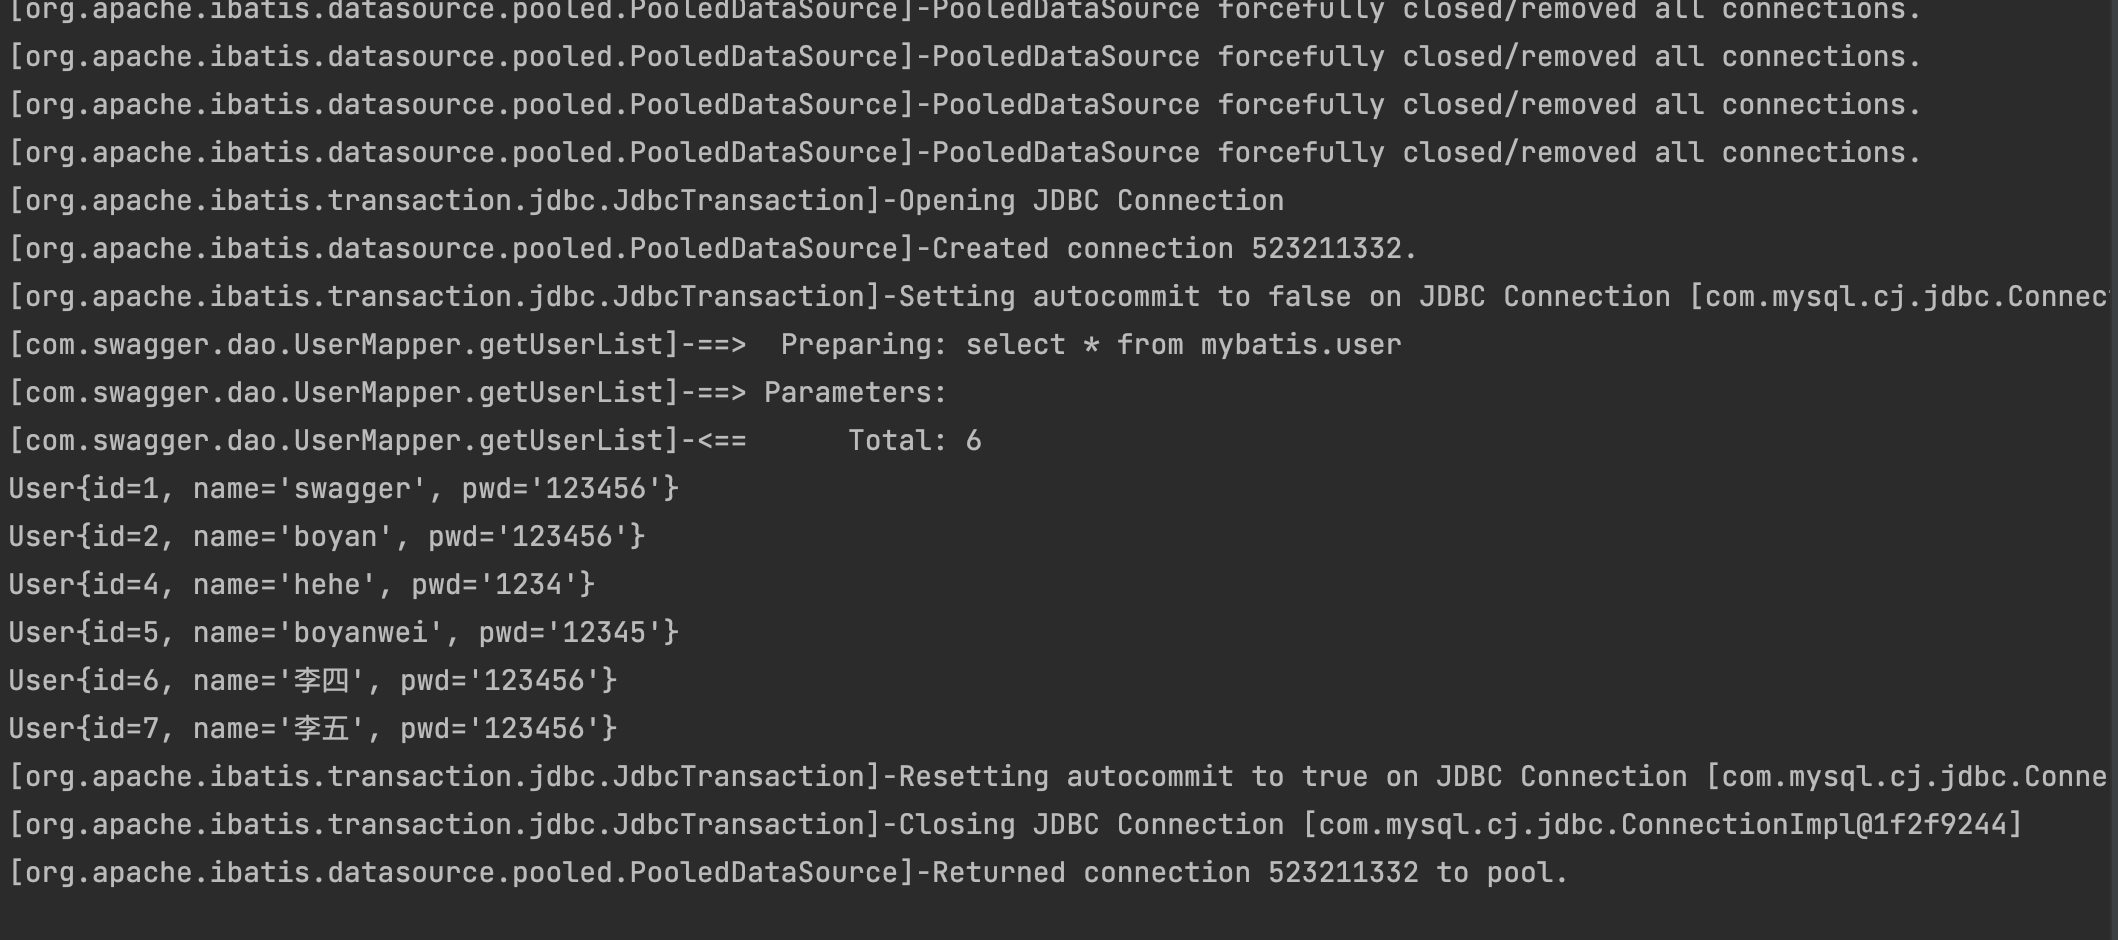 [org.apache.ibatis.datasource.pooled.PooledDataSource]-PooledDataSource forcefully closed/removed all connections.
[org.apache.ibatis.datasource.pooled.PooledDataSource]-PooledDataSource forcefully closed/removed all connections.
[org.apache.ibatis.datasource.pooled.PooledDataSource]-PooledDataSource forcefully closed/removed all connections.
[org.apache.ibatis.datasource.pooled.PooledDataSource]-PooledDataSource forcefully closed/removed all connections.
[org.apache.ibatis.transaction.jdbc.JdbcTransaction]-Opening JDBC Connection
[org.apache.ibatis.datasource.pooled.PooledDataSource]-Created connection 523211332.
[org.apache.ibatis.transaction.jdbc.JdbcTransaction]-Setting autocommit to false on JDBC Connection [com.mysql.cj.jdbc.Connec
[com.swagger.dao.UserMapper.getUserList]-==>  Preparing: select * from mybatis.user
[com.swagger.dao.UserMapper.getUserList]-==> Parameters:
[com.swagger.dao.UserMapper.getUserList]-<==      Total: 6
User{id=1, name='swagger', pwd='123456'}
User{id=2, name='boyan', pwd='123456'}
User{id=4, name='hehe', pwd='1234'}
User{id=5, name='boyanwei', pwd='12345'}
User{id=6, name='李四', pwd='123456'}
User{id=7, name='李五', pwd='123456'}
[org.apache.ibatis.transaction.jdbc.JdbcTransaction]-Resetting autocommit to true on JDBC Connection [com.mysql.cj.jdbc.Conne
[org.apache.ibatis.transaction.jdbc.JdbcTransaction]-Closing JDBC Connection [com.mysql.cj.jdbc.ConnectionImpl@1f2f9244]
[org.apache.ibatis.datasource.pooled.PooledDataSource]-Returned connection 523211332 to pool.